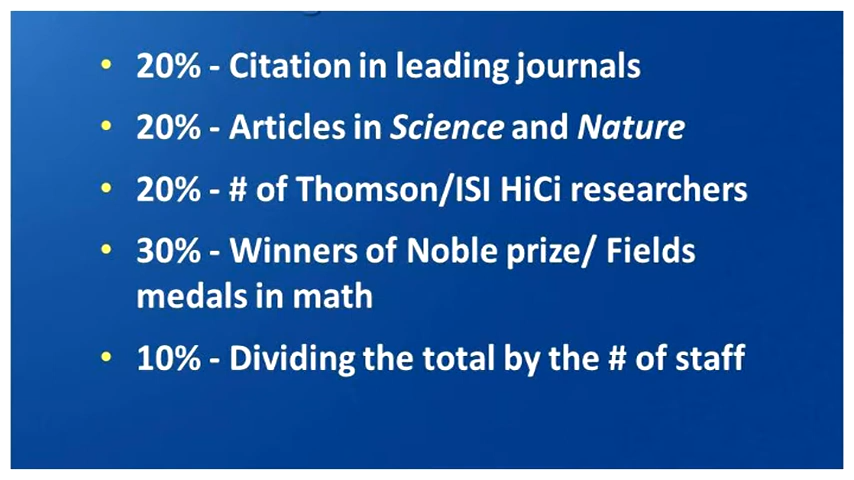 • 20% - Citation in leading journals
• 20% - Articles in Science and Nature
• 20% - # of Thomson/ISI HiCi researchers
• 30% - Winners of Noble prize/ Fields
medals in math
• 10% - Dividing the total by the # of staff